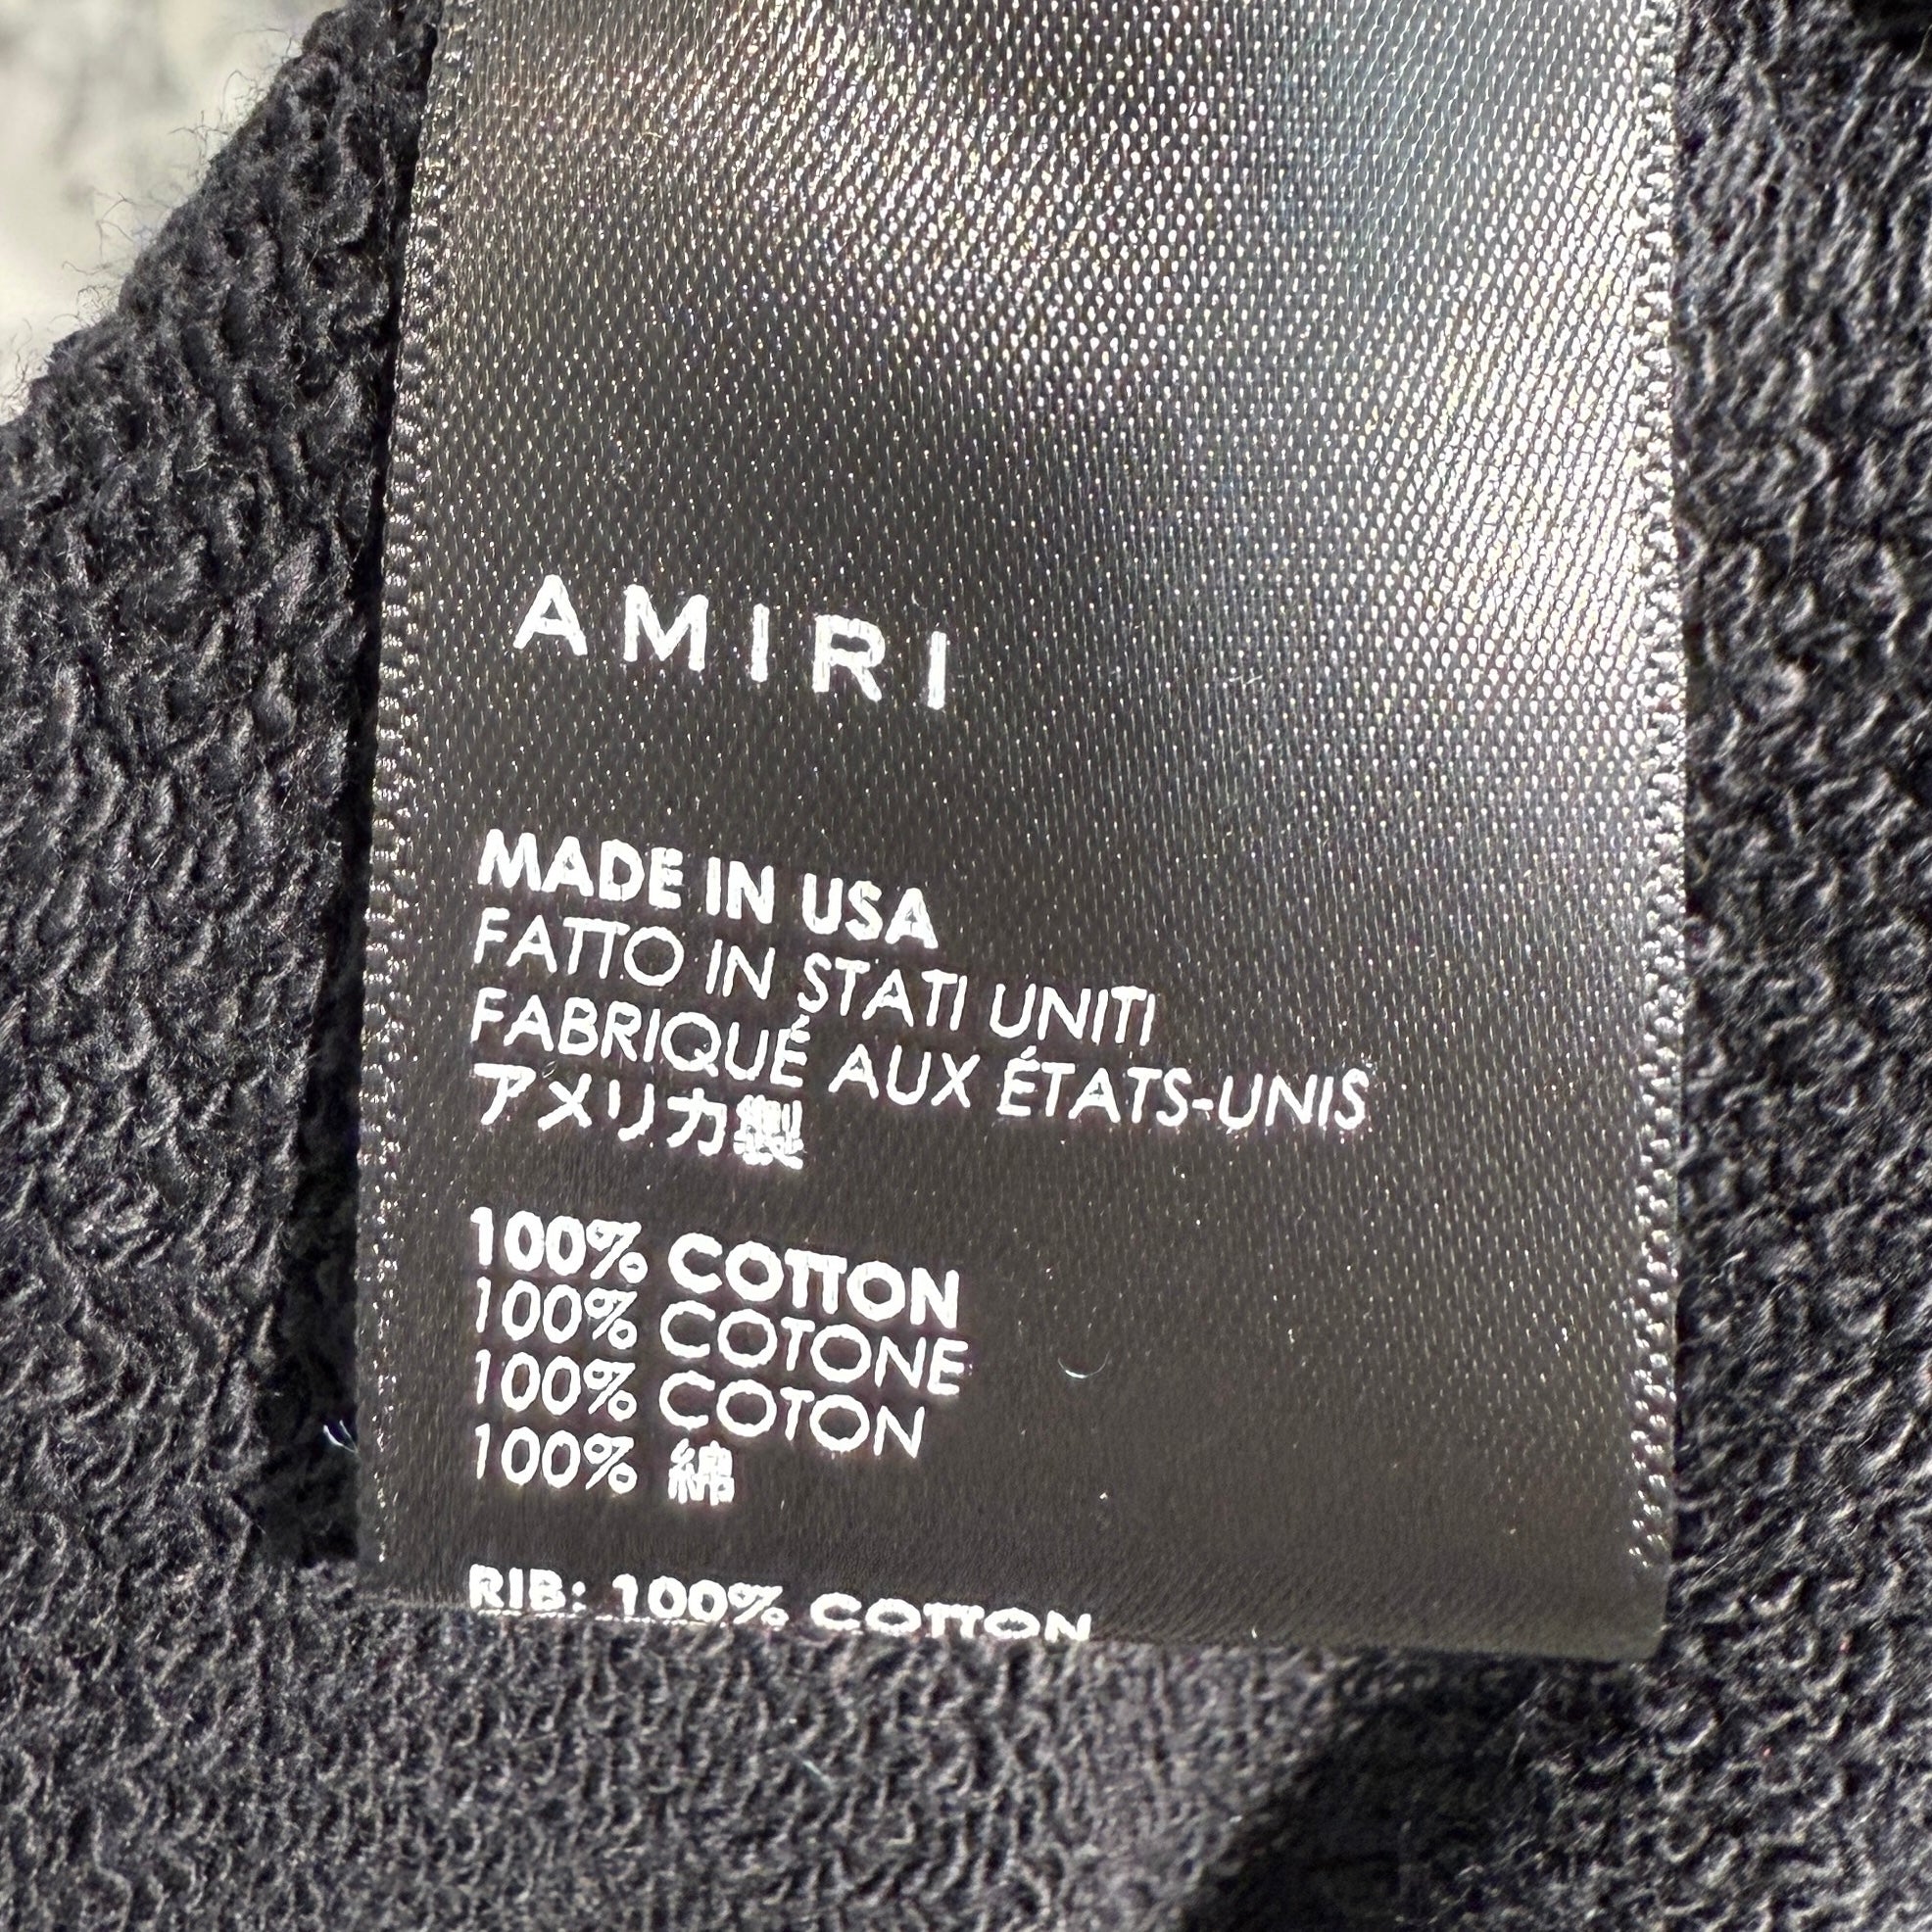 AMIRI
MADE IN USA
FATTO IN STATI UNITI
FABRIQUÉ AUX ÉTATS-UNIS
アメリカ製
100% COTTON
100% COTONE
100% COTON
100% 綿
RIB: 100% COTTON